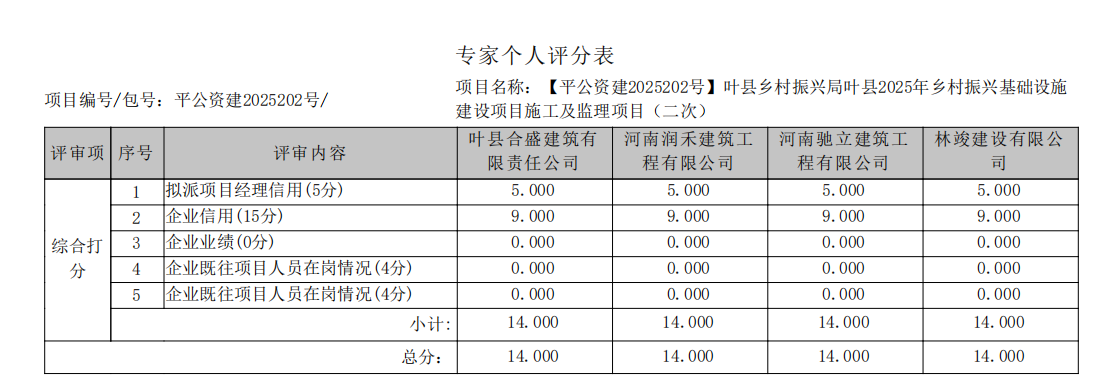 专家个人评分表
项目编号/包号：平公资建2025202号/
项目名称：【平公资建2025202号】叶县乡村振兴局叶县2025年乡村振兴基础设施
建设项目施工及监理项目（二次）
评审项 序号 评审内容 叶县合盛建筑有 河南润禾建筑工 河南驰立建筑工 林竣建设有限公
限责任公司 程有限公司 程有限公司 司
1 拟派项目经理信用(5分) 5.000 5.000 5.000 5.000
2 企业信用(15分) 9.000 9.000 9.000 9.000
综合打
分
3 企业业绩(0分) 0.000 0.000 0.000 0.000
4 企业既往项目人员在岗情况(4分) 0.000 0.000 0.000 0.000
5 企业既往项目人员在岗情况(4分) 0.000 0.000 0.000 0.000
小计: 14.000 14.000 14.000 14.000
总分: 14.000 14.000 14.000 14.000